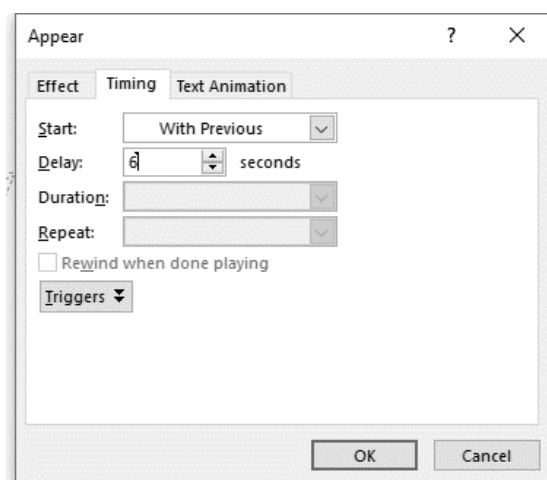 Appear ?
Effect Timing Text Animation
Start: With Previous
Delay: 6 seconds
Duration:
Repeat:
Rewind when done playing
Triggers
OK Cancel